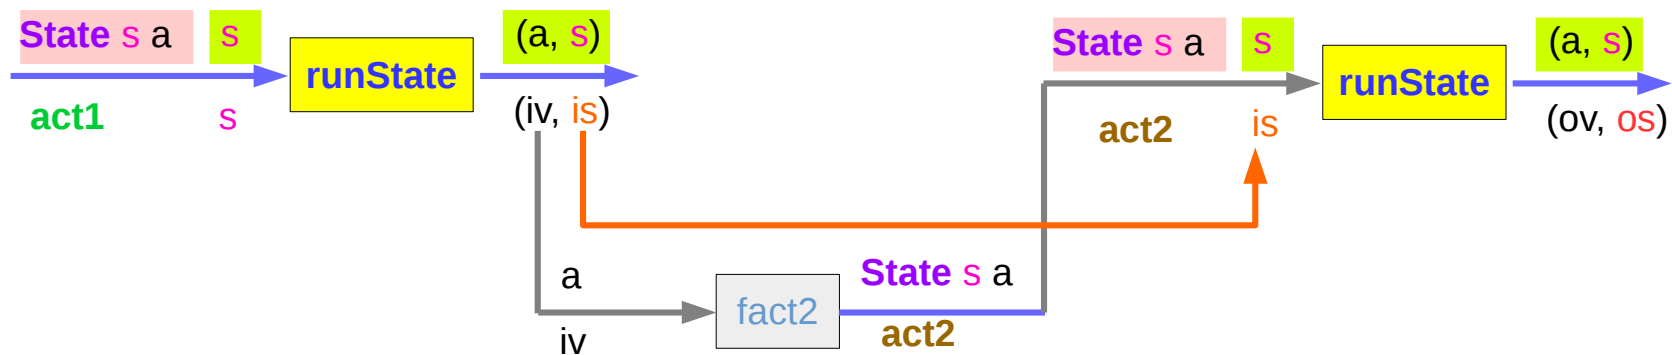 State s a s
runState
(a, s)
act1 s
(iv, is)
State s a s
runState
(a, s)
act2 is
(ov, os)
a
iv
fact2
State s a
act2